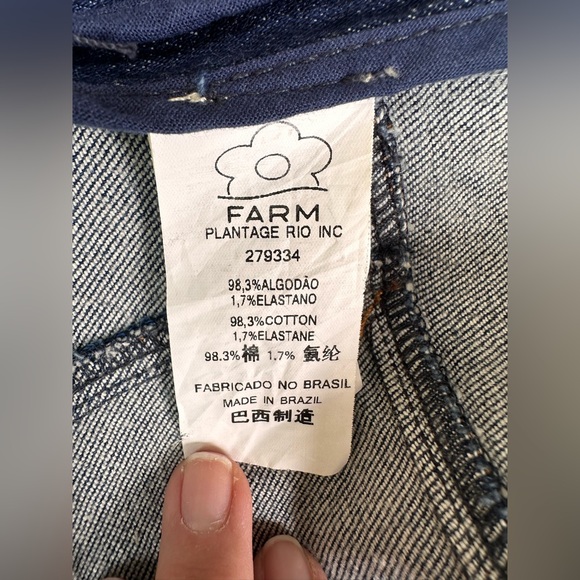 FARM
PLANTAGE RIO INC
279334
98,3%ALGODÃO
1,7%ELASTANO
98,3%COTTON
1,7%ELASTANE
98.3%棉 1.7% 氨纶
FABRICADO NO BRASIL
MADE IN BRAZIL
巴西制造